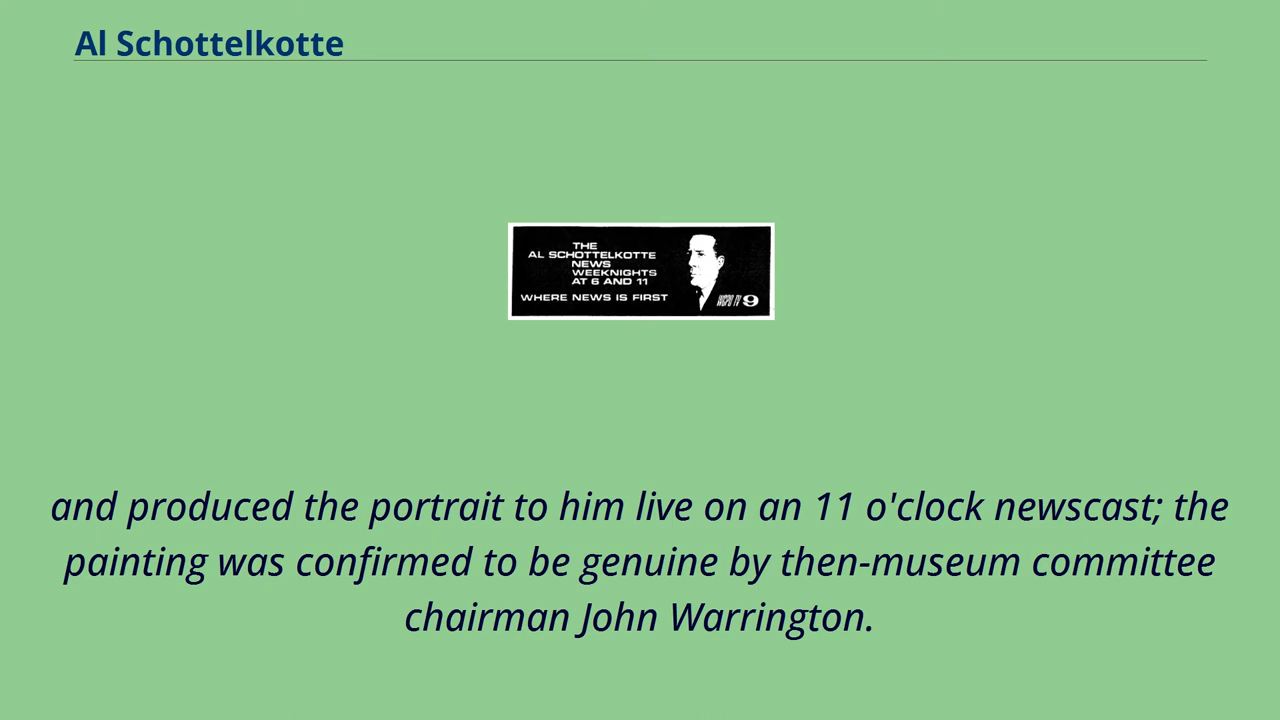 Al Schottelkotte
THE
AL SCHOTTELKOTTE
NEWS
WEEKNIGHTS
AT 6 AND 11
WHERE NEWS IS FIRST
WCPO TV 9
and produced the portrait to him live on an 11 o'clock newscast; the
painting was confirmed to be genuine by then-museum committee
chairman John Warrington.